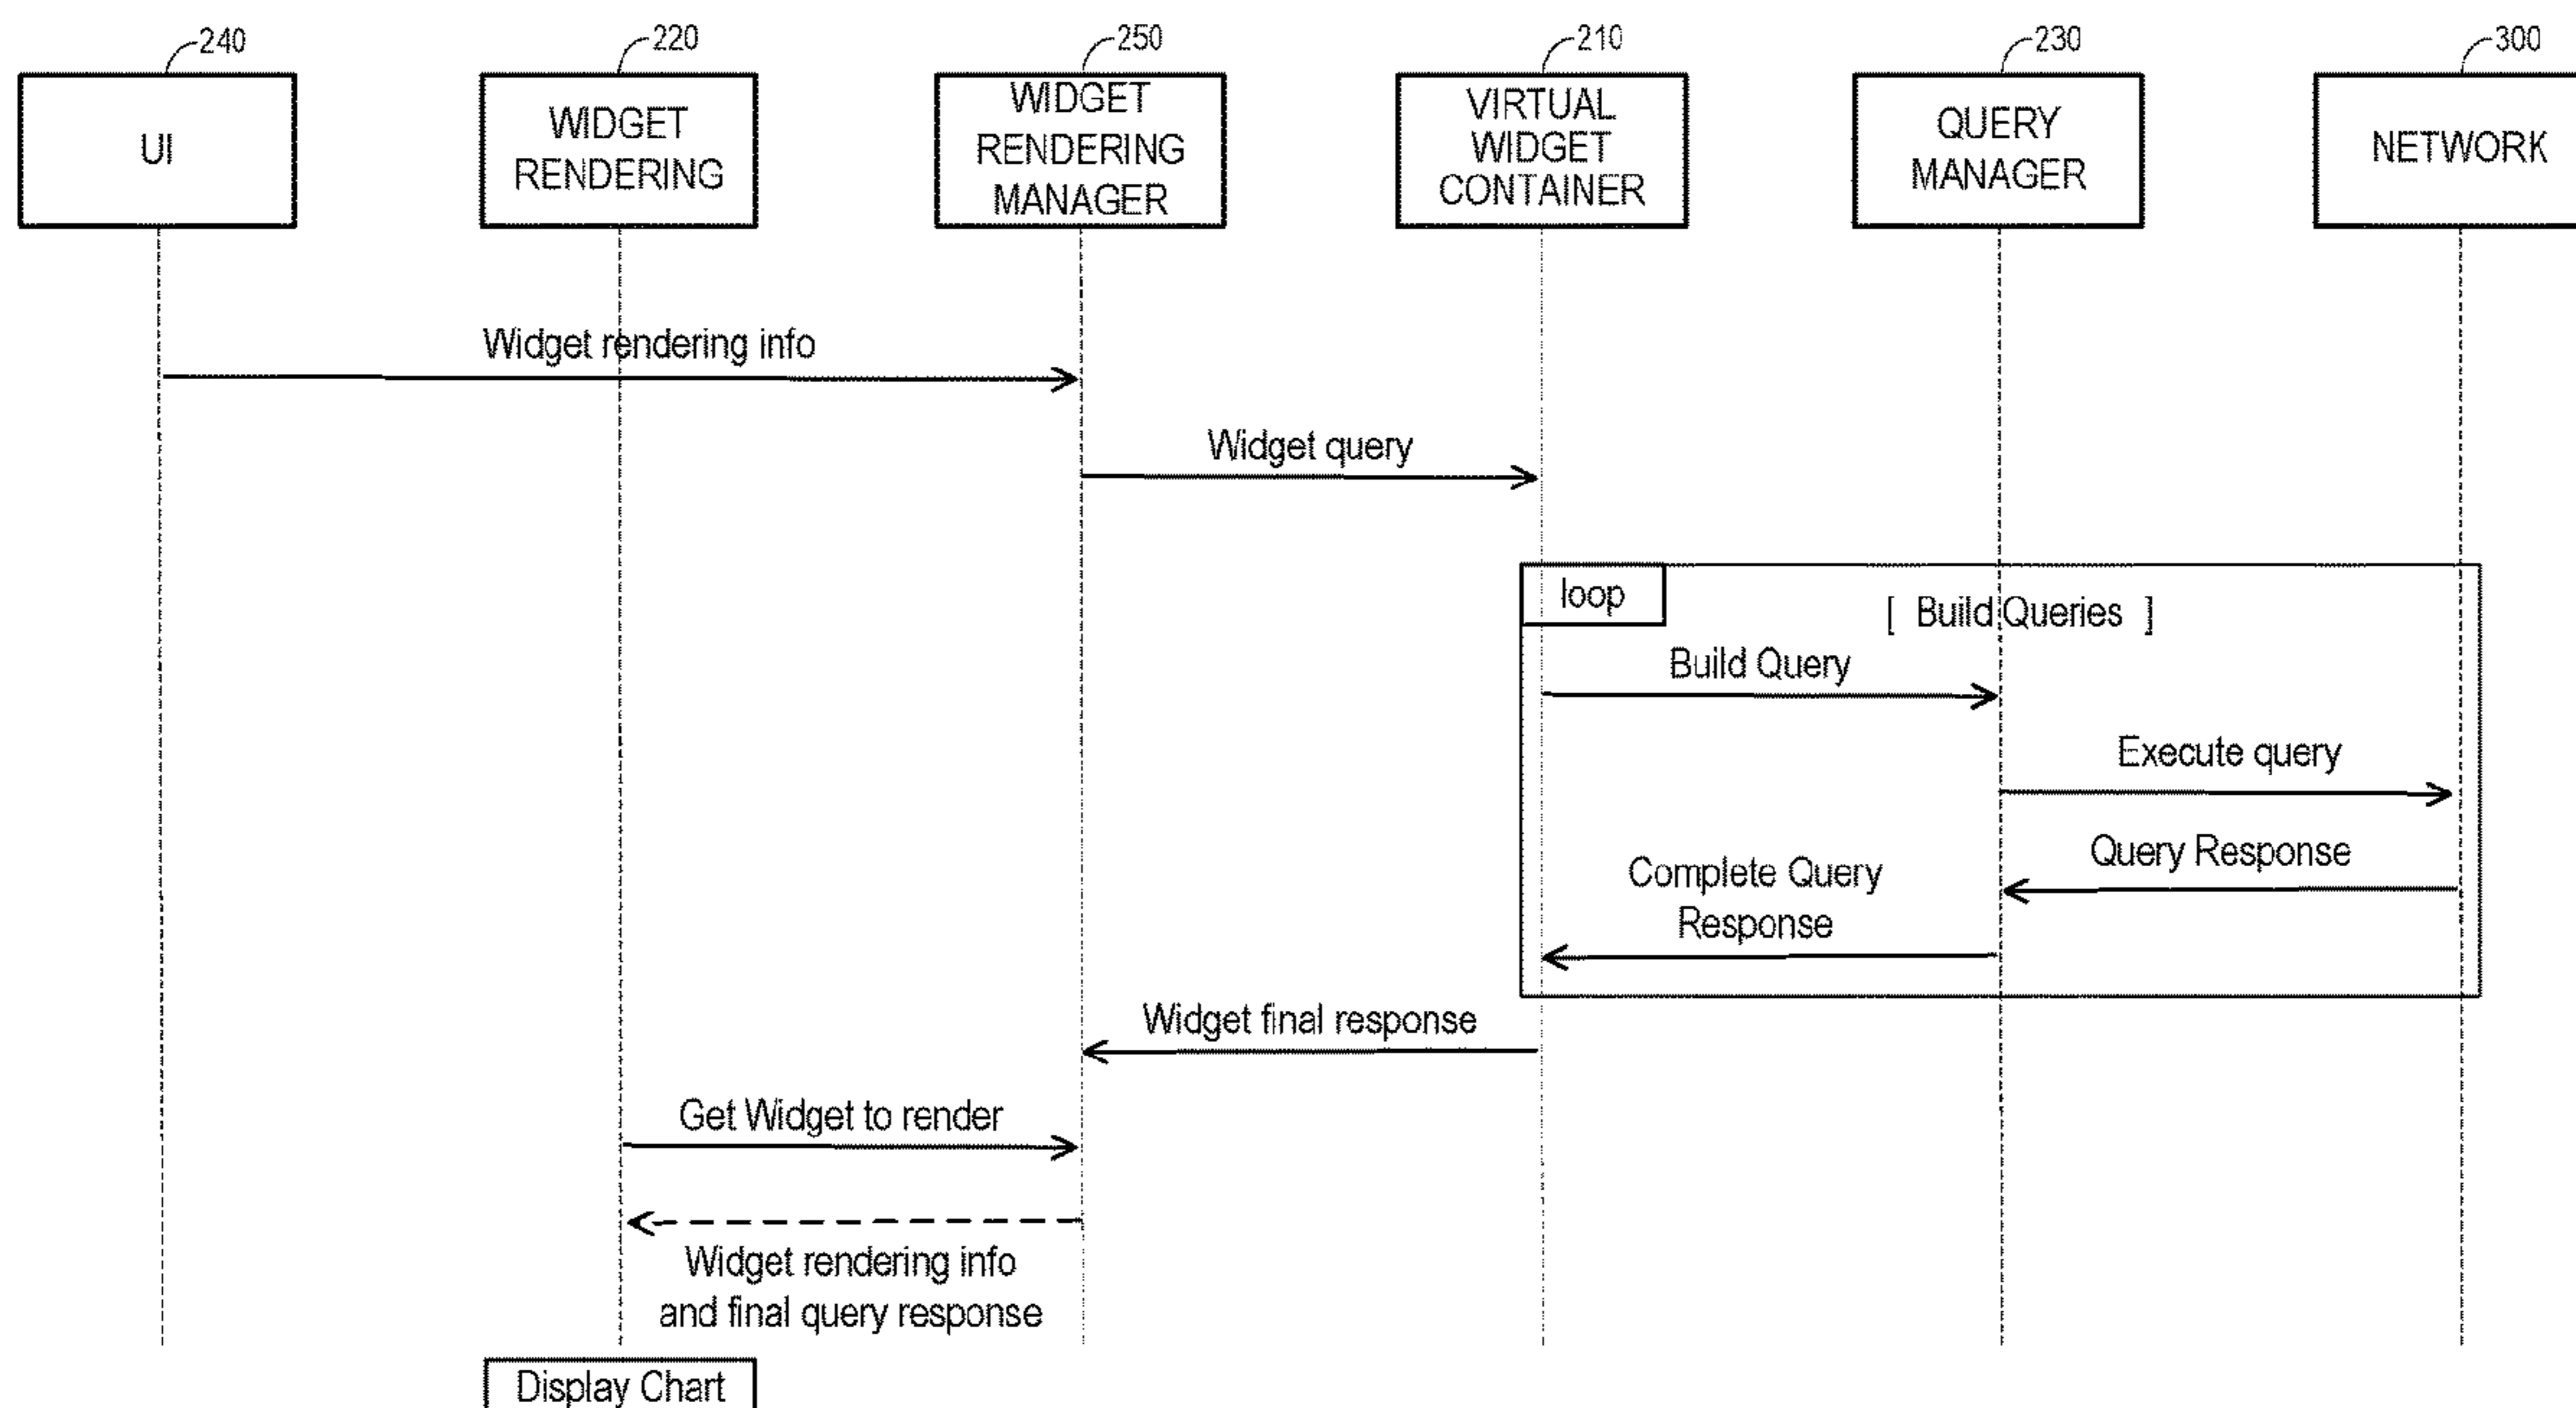 240
220
250
210
230
300
UI
WIDGET
RENDERING
WIDGET
RENDERING
MANAGER
VIRTUAL
WIDGET
CONTAINER
QUERY
MANAGER
NETWORK
Widget rendering info
Widget query
loop
[ Build Queries ]
Build Query
Execute query
Query Response
Complete Query
Response
Widget final response
Get Widget to render
Widget rendering info
and final query response
Display Chart